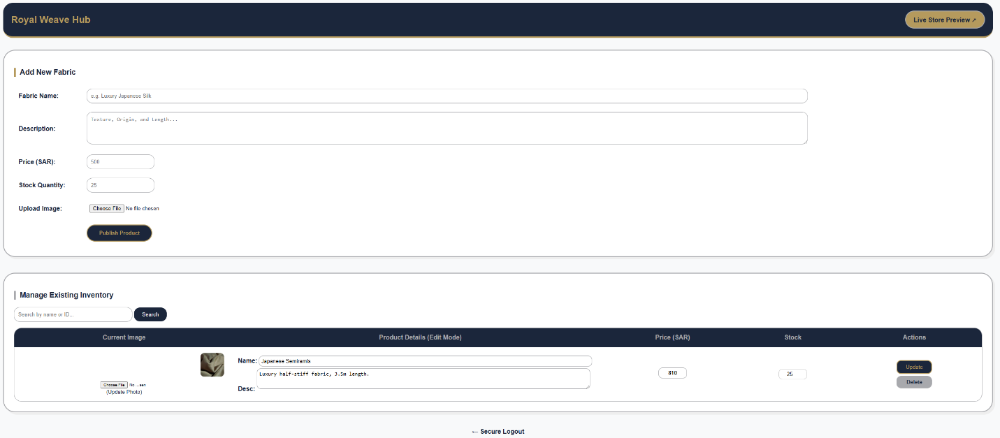 Royal Weave Hub
Live Store Preview ↗
Add New Fabric
Fabric Name:
e.g. Luxury Japanese Silk
Description:
Texture, Origin, and Length...
Price (SAR):
500
Stock Quantity:
25
Upload Image:
Choose File No file chosen
Publish Product
Manage Existing Inventory
Search by name or ID...
Search
Current Image Product Details (Edit Mode) Price (SAR) Stock Actions
Name: Japanese Semiramis
Luxury half-stiff fabric, 3.5m length.
Desc:
810
25
Update
Delete
Choose File No ...sen
(Update Photo)
← Secure Logout